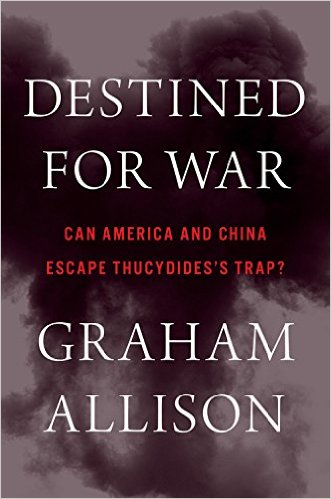 DESTINED
FOR WAR
CAN AMERICA AND CHINA
ESCAPE THUCYDIDES'S TRAP?
GRAHAM
ALLISON